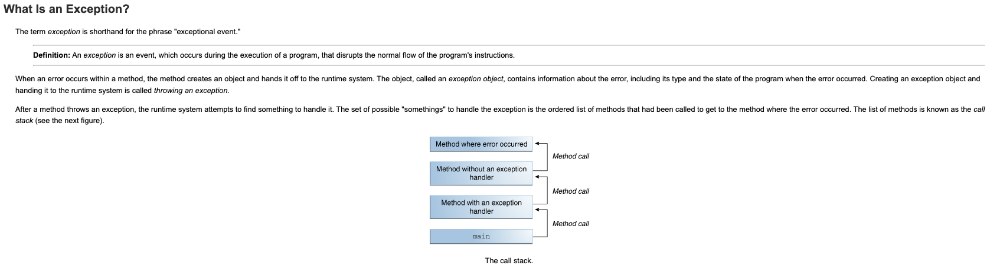 What Is an Exception?
The term exception is shorthand for the phrase "exceptional event."
Definition: An exception is an event, which occurs during the execution of a program, that disrupts the normal flow of the program's instructions.
When an error occurs within a method, the method creates an object and hands it off to the runtime system. The object, called an exception object, contains information about the error, including its type and the state of the program when the error occurred. Creating an exception object and
handing it to the runtime system is called throwing an exception.
After a method throws an exception, the runtime system attempts to find something to handle it. The set of possible "somethings" to handle the exception is the ordered list of methods that had been called to get to the method where the error occurred. The list of methods is known as the call
stack (see the next figure).
Method where error occurred
Method call
Method without an exception
handler
Method call
Method with an exception
handler
Method call
main
The call stack.